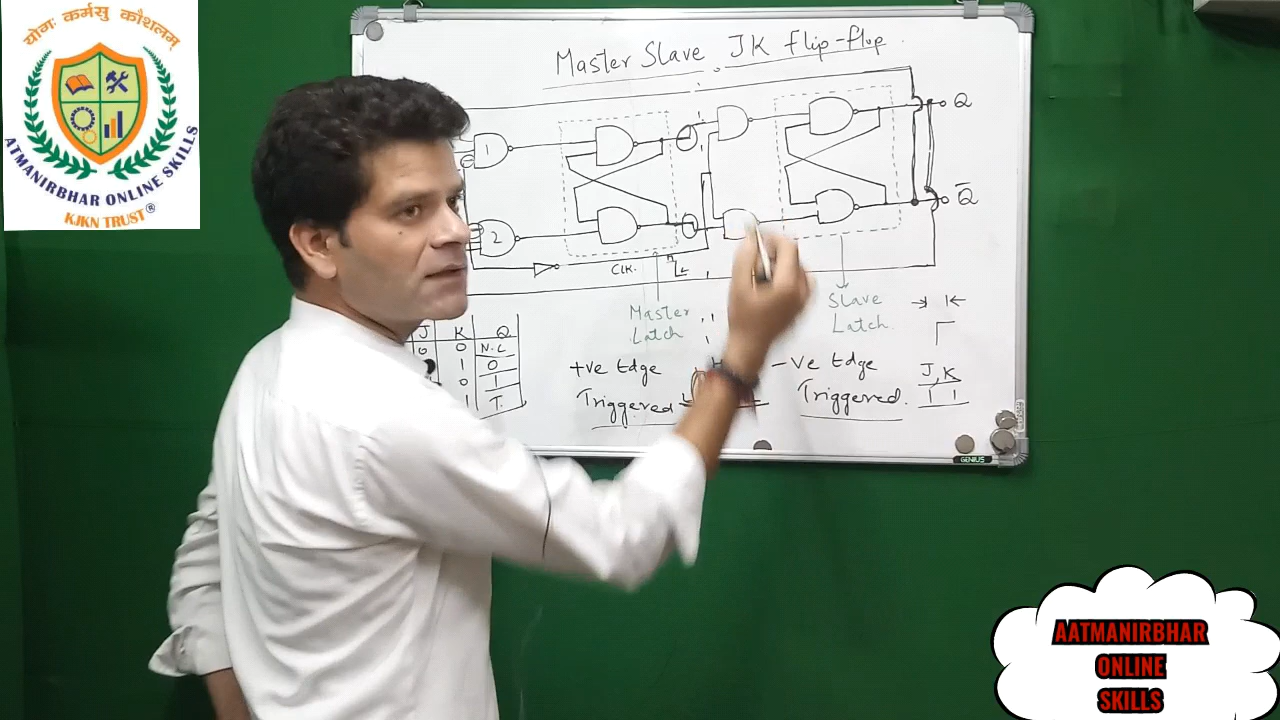 योगः कर्मसु कौशलम्
ATMANIRBHAR ONLINE SKILLS
KJKN TRUST®
Master Slave JK flip-flop
1
2
Q
Q̅
CLK.
Master
Latch
Slave
Latch
J K Q
0 0 N.C
1 0
0 1
1 T.
+ve Edge
Triggered
-ve Edge
Triggered.
J,K
1 1
GENIUS
AATMANIRBHAR
ONLINE
SKILLS